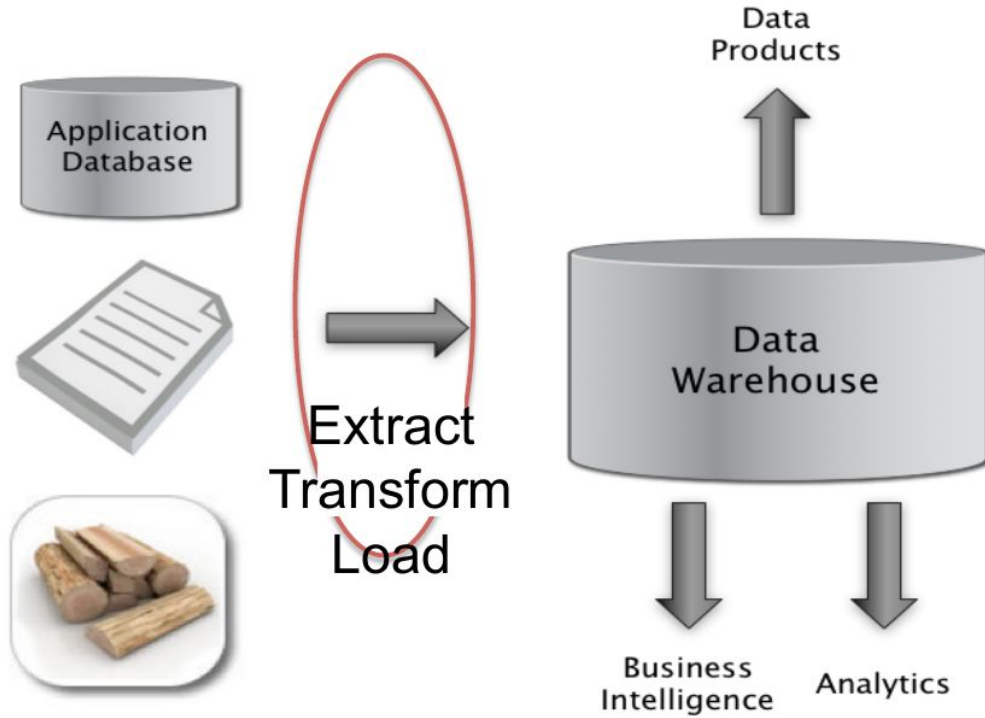 Data
Products
Application
Database
Data
Warehouse
Extract
Transform
Load
Business
Intelligence
Analytics